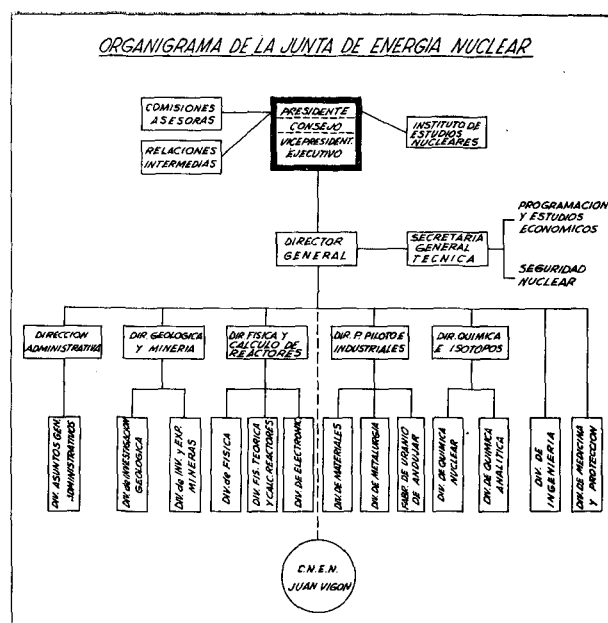 ORGANIGRAMA DE LA JUNTA DE ENERGIA NUCLEAR
COMISIONES
ASESORAS
RELACIONES
INTERMEDIAS
PRESIDENTE
CONSEJO
VICEPRESIDENT.
EJECUTIVO
INSTITUTO DE
ESTUDIOS
NUCLEARES
DIRECTOR
GENERAL
SECRETARIA
GENERAL
TECNICA
PROGRAMACION
Y ESTUDIOS
ECONOMICOS
SEGURIDAD
NUCLEAR
DIRECCION
ADMINISTRATIVA
DIR. GEOLOGICA
Y MINERIA
DIR. FISICA Y
CALCULO DE
REACTORES
DIR. P. PILOTO E
INDUSTRIALES
DIR. QUIMICA
E ISOTOPOS
DIV. ASUNTOS GEN.
ADMINISTRATIVOS
DIV. de INVESTIGACION
GEOLOGICA
DIV. de INV. Y EXP.
MINERAS
DIV. de FISICA
DIV. FIS. TEORICA
Y CALC. REACTORES
DIV. DE ELECTRONIC.
DIV. DE MATERIALES
DIV. DE METALURGIA
FABR. DE URANIO
DE ANDUJAR
DIV. DE QUIMICA
NUCLEAR
DIV. DE QUIMICA
ANALITICA
DIV. DE
INGENIERIA
DIV. DE MEDICINA
Y PROTECCION
C.N.E.N.
JUAN VIGON